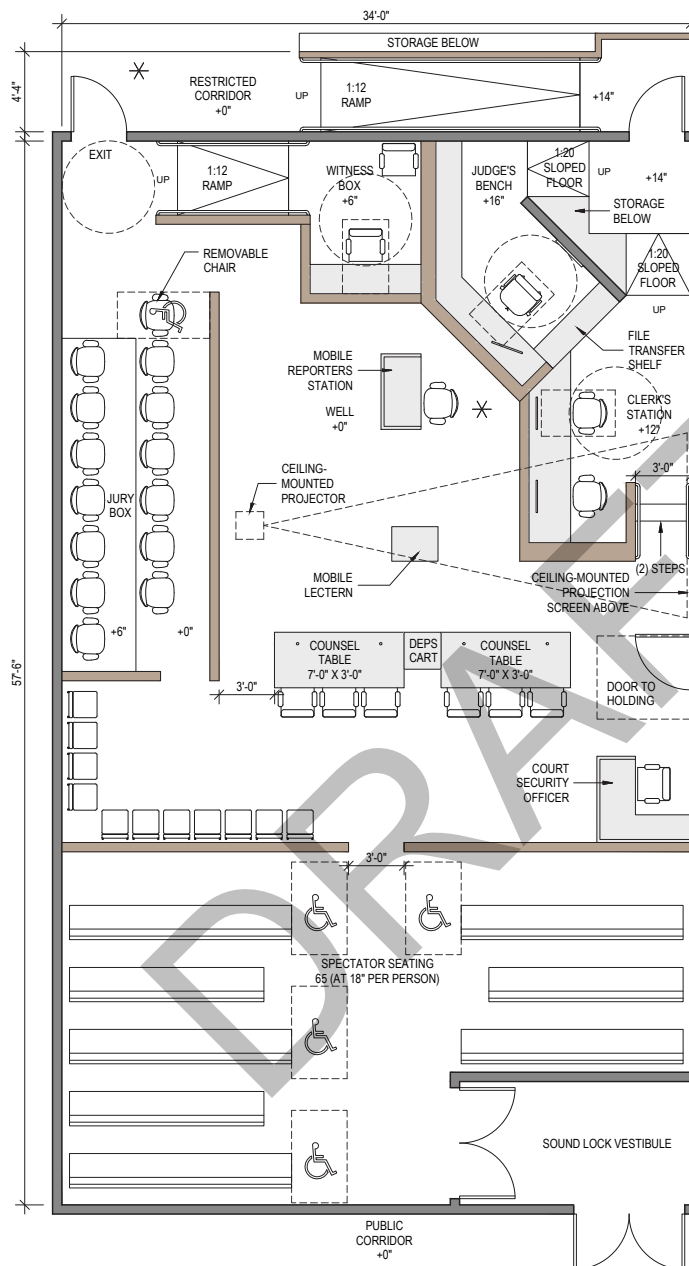 34'-0"
STORAGE BELOW
4'-4"
RESTRICTED
CORRIDOR
+0"
UP
1:12
RAMP
+14"
EXIT
UP
1:12
RAMP
WITNESS
BOX
+6"
JUDGE'S
BENCH
+16"
1:20
SLOPED
FLOOR
UP
+14"
STORAGE
BELOW
1:20
SLOPED
FLOOR
UP
REMOVABLE
CHAIR
FILE
TRANSFER
SHELF
MOBILE
REPORTERS
STATION
WELL
+0"
CLERK'S
STATION
+12"
CEILING-
MOUNTED
PROJECTOR
3'-0"
JURY
BOX
MOBILE
LECTERN
(2) STEPS
CEILING-MOUNTED
PROJECTION
SCREEN ABOVE
+6"
+0"
COUNSEL
TABLE
7'-0" X 3'-0"
DEPS
CART
COUNSEL
TABLE
7'-0" X 3'-0"
57'-6"
3'-0"
DOOR TO
HOLDING
COURT
SECURITY
OFFICER
3'-0"
SPECTATOR SEATING
65 (AT 18" PER PERSON)
SOUND LOCK VESTIBULE
PUBLIC
CORRIDOR
+0"
DRAFT